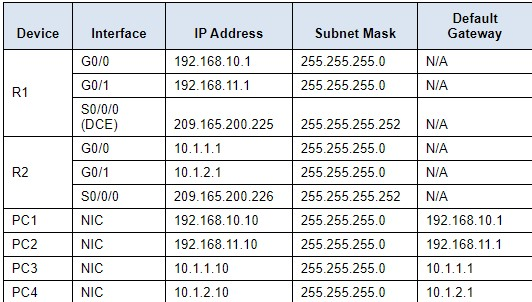 Device Interface IP Address Subnet Mask Default Gateway
R1 G0/0 192.168.10.1 255.255.255.0 N/A
G0/1 192.168.11.1 255.255.255.0 N/A
S0/0/0 (DCE) 209.165.200.225 255.255.255.252 N/A
R2 G0/0 10.1.1.1 255.255.255.0 N/A
G0/1 10.1.2.1 255.255.255.0 N/A
S0/0/0 209.165.200.226 255.255.255.252 N/A
PC1 NIC 192.168.10.10 255.255.255.0 192.168.10.1
PC2 NIC 192.168.11.10 255.255.255.0 192.168.11.1
PC3 NIC 10.1.1.10 255.255.255.0 10.1.1.1
PC4 NIC 10.1.2.10 255.255.255.0 10.1.2.1